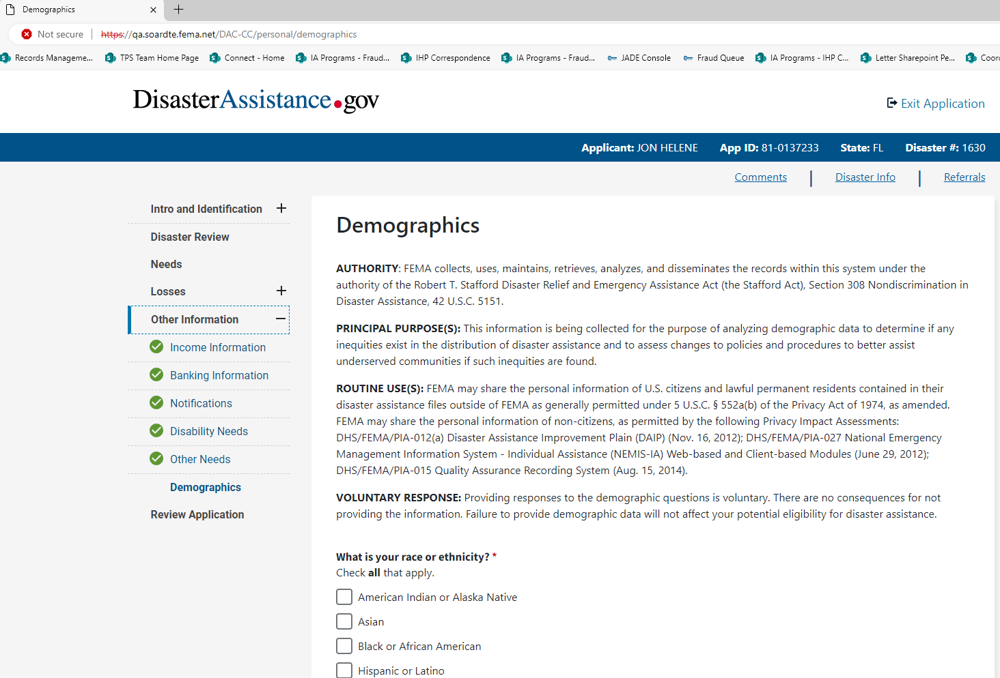 Demographics
Not secure https://qa.soardte.fema.net/DAC-CC/personal/demographics
Records Manageme... TPS Team Home Page Connect - Home IA Programs - Fraud... IHP Correspondence IA Programs - Fraud... JADE Console Fraud Queue IA Programs - IHP C... Letter Sharepoint Pe... Coor
DisasterAssistance.gov
Exit Application
Applicant: JON HELENE App ID: 81-0137233 State: FL Disaster #: 1630
Comments | Disaster Info | Referrals
Intro and Identification
Disaster Review
Needs
Losses
Other Information
Income Information
Banking Information
Notifications
Disability Needs
Other Needs
Demographics
Review Application
Demographics
AUTHORITY: FEMA collects, uses, maintains, retrieves, analyzes, and disseminates the records within this system under the
authority of the Robert T. Stafford Disaster Relief and Emergency Assistance Act (the Stafford Act), Section 308 Nondiscrimination in
Disaster Assistance, 42 U.S.C. 5151.
PRINCIPAL PURPOSE(S): This information is being collected for the purpose of analyzing demographic data to determine if any
inequities exist in the distribution of disaster assistance and to assess changes to policies and procedures to better assist
underserved communities if such inequities are found.
ROUTINE USE(S): FEMA may share the personal information of U.S. citizens and lawful permanent residents contained in their
disaster assistance files outside of FEMA as generally permitted under 5 U.S.C. § 552a(b) of the Privacy Act of 1974, as amended.
FEMA may share the personal information of non-citizens, as permitted by the following Privacy Impact Assessments:
DHS/FEMA/PIA-012(a) Disaster Assistance Improvement Plain (DAIP) (Nov. 16, 2012); DHS/FEMA/PIA-027 National Emergency
Management Information System - Individual Assistance (NEMIS-IA) Web-based and Client-based Modules (June 29, 2012);
DHS/FEMA/PIA-015 Quality Assurance Recording System (Aug. 15, 2014).
VOLUNTARY RESPONSE: Providing responses to the demographic questions is voluntary. There are no consequences for not
providing the information. Failure to provide demographic data will not affect your potential eligibility for disaster assistance.
What is your race or ethnicity? *
Check all that apply.
American Indian or Alaska Native
Asian
Black or African American
Hispanic or Latino